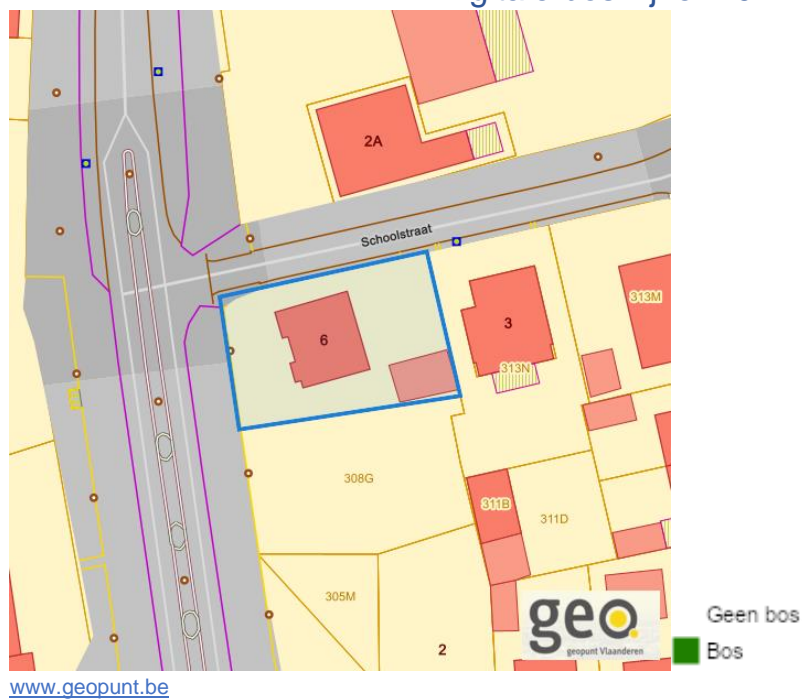 2A
Schoolstraat
313M
6
3
313N
308G
311B
311D
305M
2
geo
geopunt Vlaanderen
Geen bos
Bos
www.geopunt.be